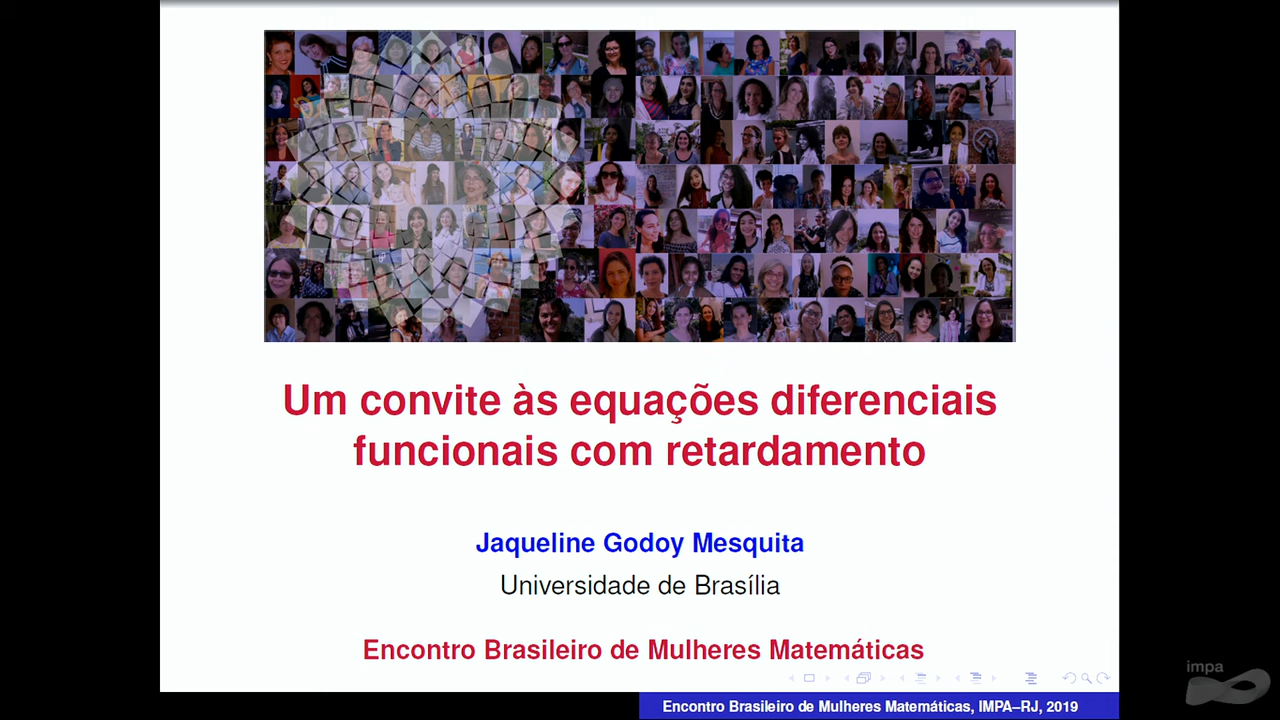 Um convite às equações diferenciais
funcionais com retardamento
Jaqueline Godoy Mesquita
Universidade de Brasília
Encontro Brasileiro de Mulheres Matemáticas
Encontro Brasileiro de Mulheres Matemáticas, IMPA–RJ, 2019
impa